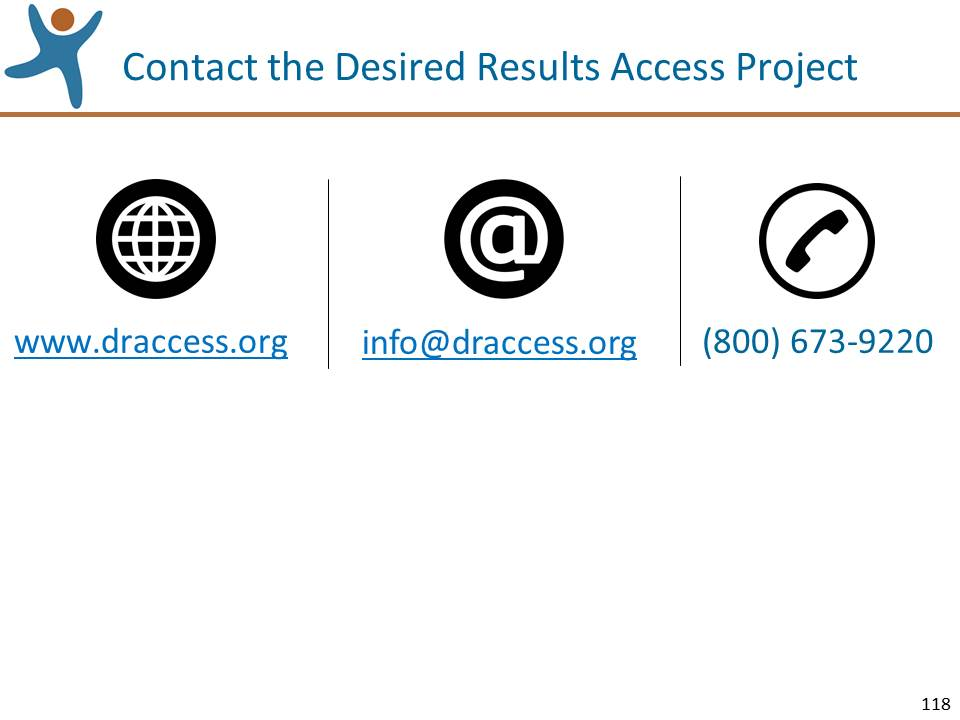 Contact the Desired Results Access Project
www.draccess.org
info@draccess.org
(800) 673-9220
118